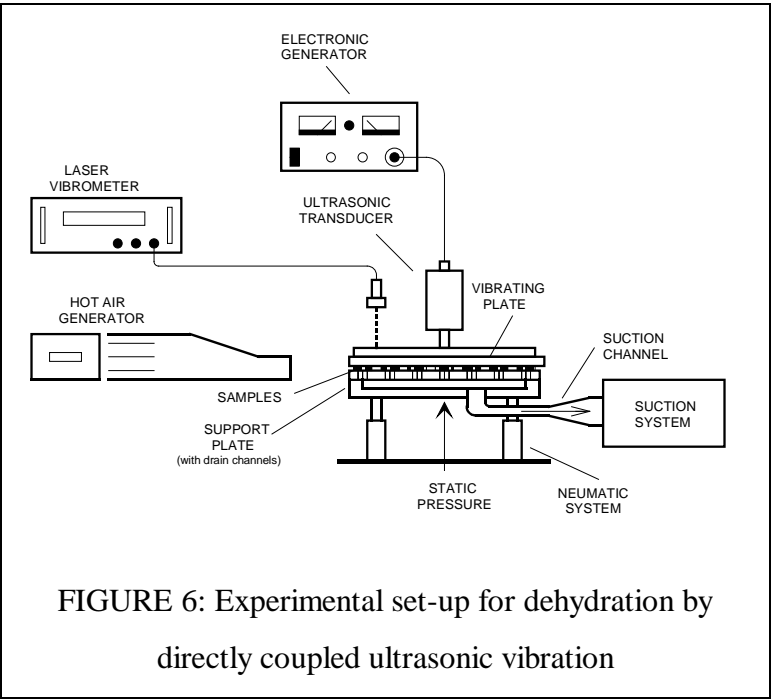 ELECTRONIC
GENERATOR
LASER
VIBROMETER
ULTRASONIC
TRANSDUCER
HOT AIR
GENERATOR
VIBRATING
PLATE
SUCTION
CHANNEL
SAMPLES
SUPPORT
PLATE
(with drain channels)
SUCTION
SYSTEM
STATIC
PRESSURE
NEUMATIC
SYSTEM
FIGURE 6: Experimental set-up for dehydration by
directly coupled ultrasonic vibration